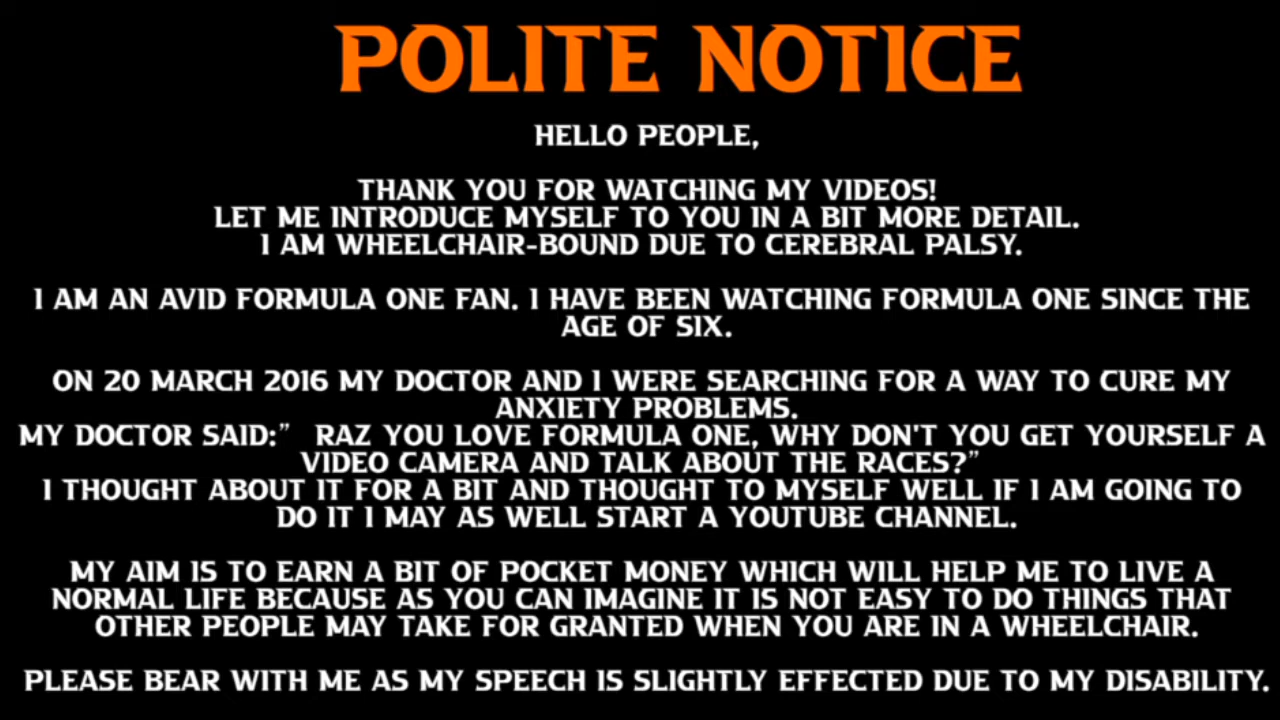 POLITE NOTICE
HELLO PEOPLE,
THANK YOU FOR WATCHING MY VIDEOS!
LET ME INTRODUCE MYSELF TO YOU IN A BIT MORE DETAIL.
I AM WHEELCHAIR-BOUND DUE TO CEREBRAL PALSY.
I AM AN AVID FORMULA ONE FAN. I HAVE BEEN WATCHING FORMULA ONE SINCE THE
AGE OF SIX.
ON 20 MARCH 2016 MY DOCTOR AND I WERE SEARCHING FOR A WAY TO CURE MY
ANXIETY PROBLEMS.
MY DOCTOR SAID:” RAZ YOU LOVE FORMULA ONE, WHY DON'T YOU GET YOURSELF A
VIDEO CAMERA AND TALK ABOUT THE RACES?”
I THOUGHT ABOUT IT FOR A BIT AND THOUGHT TO MYSELF WELL IF I AM GOING TO
DO IT I MAY AS WELL START A YOUTUBE CHANNEL.
MY AIM IS TO EARN A BIT OF POCKET MONEY WHICH WILL HELP ME TO LIVE A
NORMAL LIFE BECAUSE AS YOU CAN IMAGINE IT IS NOT EASY TO DO THINGS THAT
OTHER PEOPLE MAY TAKE FOR GRANTED WHEN YOU ARE IN A WHEELCHAIR.
PLEASE BEAR WITH ME AS MY SPEECH IS SLIGHTLY EFFECTED DUE TO MY DISABILITY.